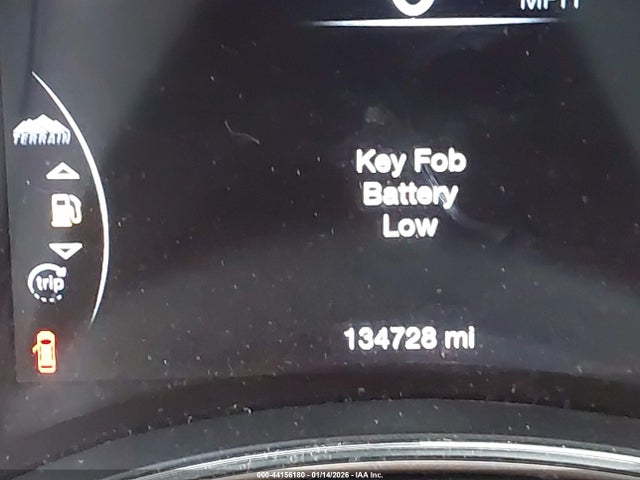 MPH
TERRAIN
Key Fob
Battery
Low
trip
134728 mi
000-44156180 - 01/14/2026 - IAA Inc.